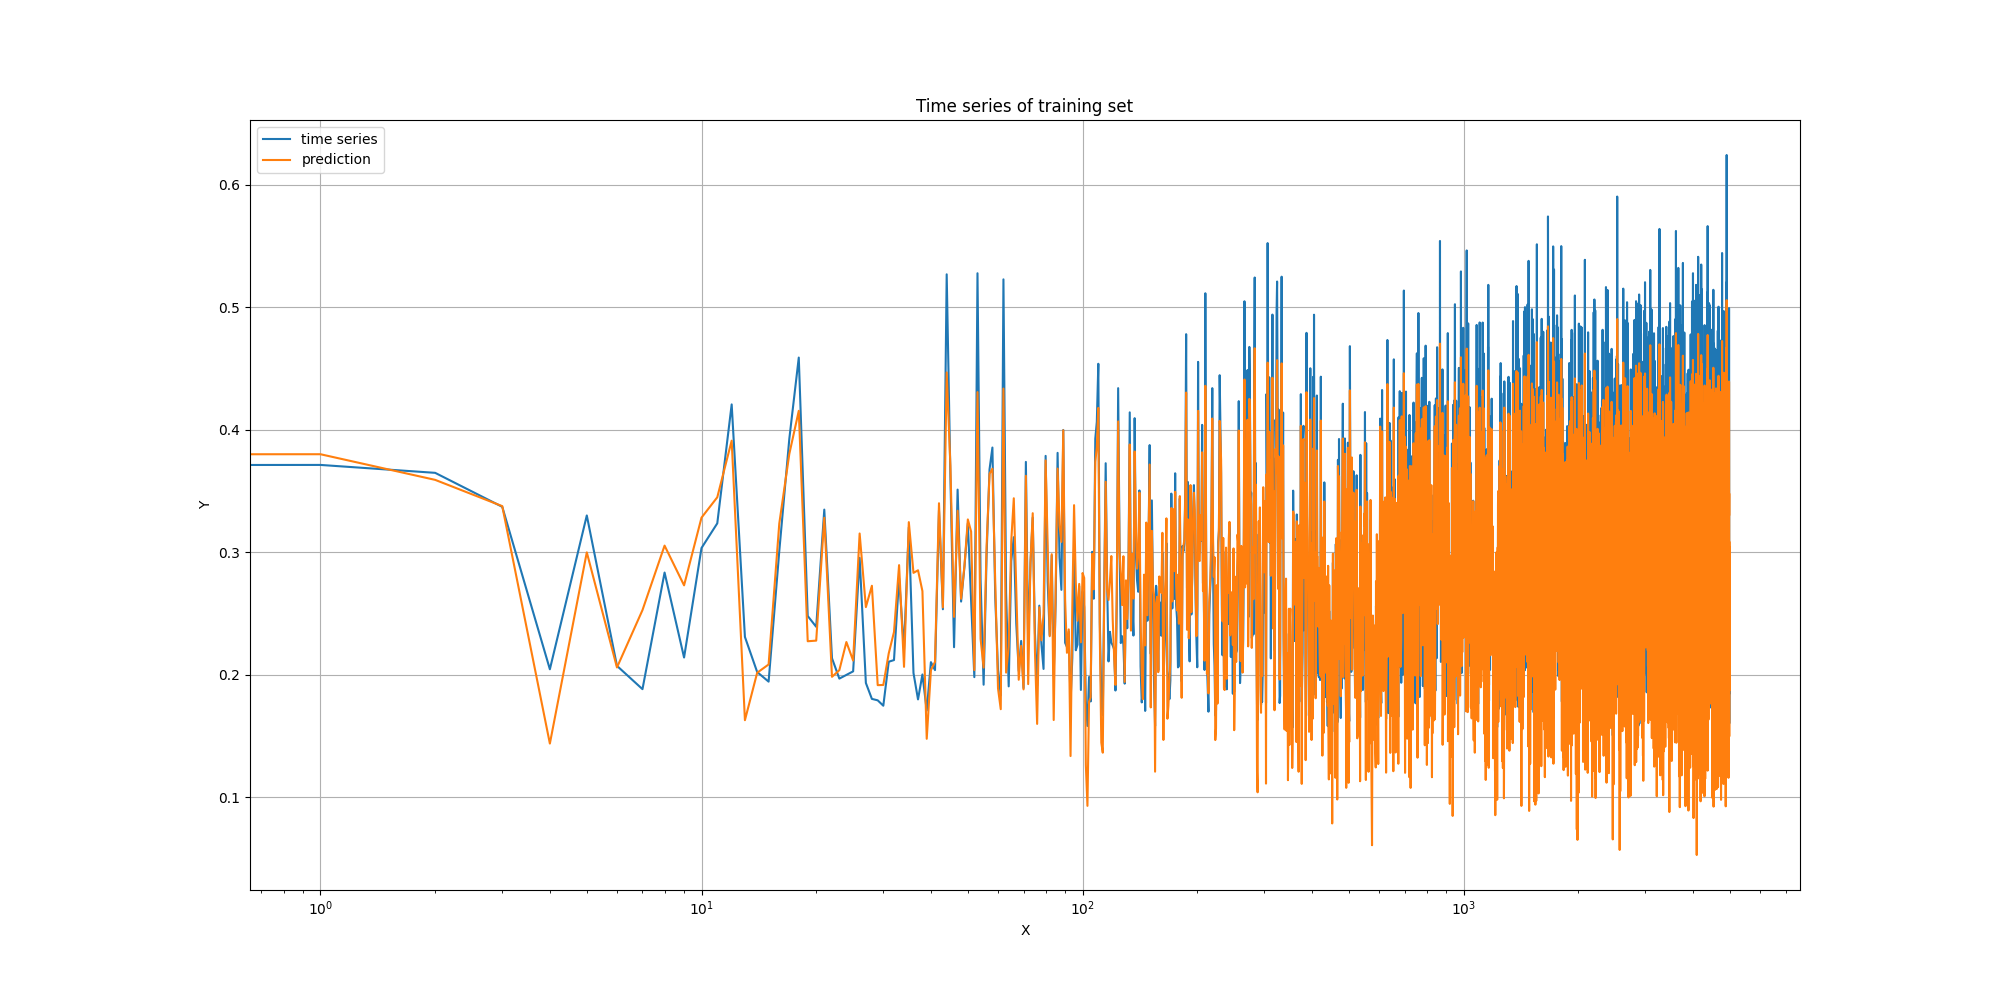 Time series of training set
time series
prediction
0.6
0.5
0.4
0.3
0.2
0.1
Y
10⁰
10¹
10²
10³
X